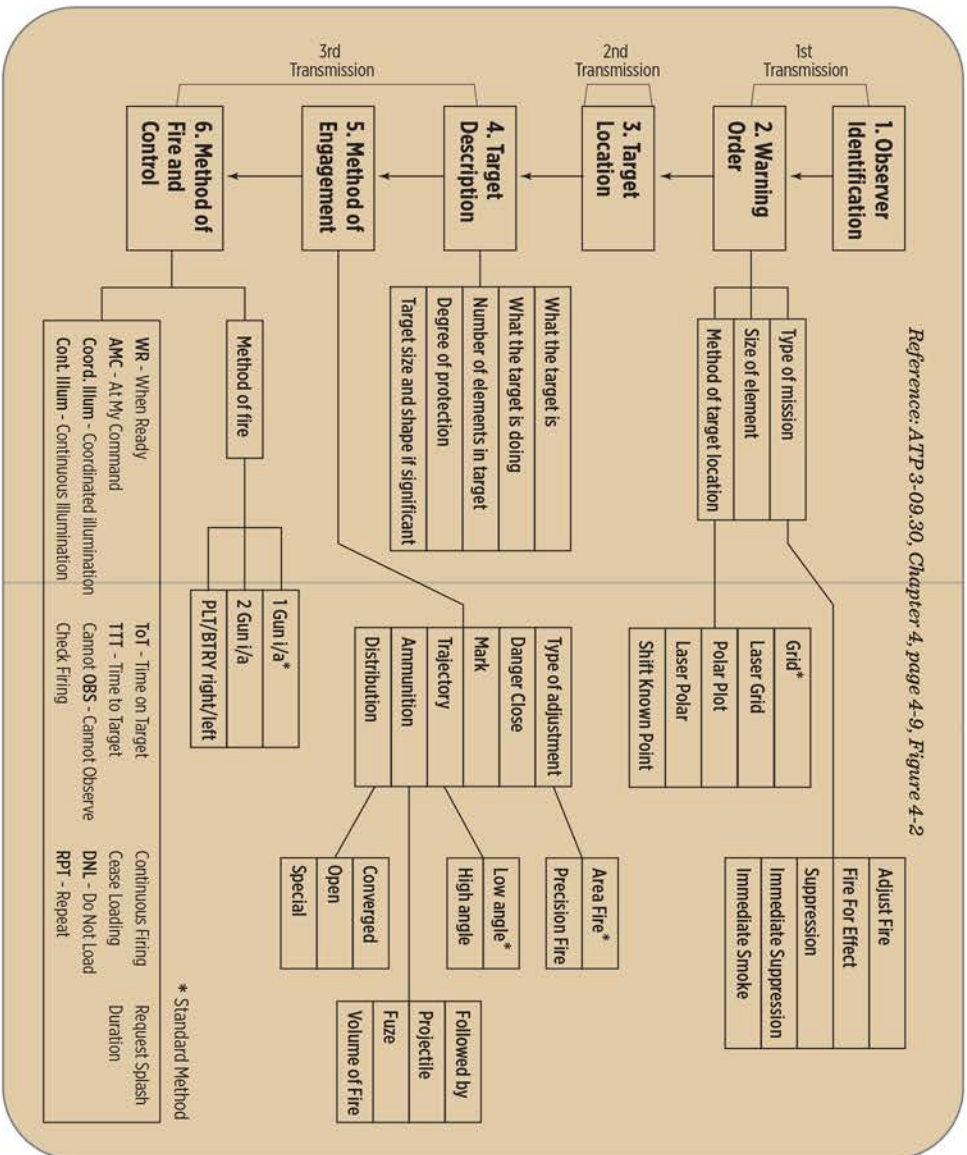 Reference: ATP 3-09.30, Chapter 4, page 4-9, Figure 4-2
1st
Transmission
1. Observer
Identification
2. Warning
Order
Type of mission
Size of element
Method of target location
Adjust Fire
Fire For Effect
Suppression
Immediate Suppression
Immediate Smoke
Grid*
Laser Grid
Polar Plot
Laser Polar
Shift Known Point
2nd
Transmission
3. Target
Location
3rd
Transmission
4. Target
Description
What the target is
What the target is doing
Number of elements in target
Degree of protection
Target size and shape if significant
5. Method of
Engagement
Type of adjustment
Danger Close
Mark
Trajectory
Ammunition
Distribution
Area Fire*
Precision Fire
Low angle*
High angle
Followed by
Projectile
Fuze
Volume of Fire
Converged
Open
Special
6. Method of
Fire and
Control
Method of fire
1 Gun i/a*
2 Gun i/a
PLT/BTRY right/left
* Standard Method
WR - When Ready
AMC - At My Command
Coord. Illum - Coordinated illumination
Cont. Illum - Continuous Illumination
ToT - Time on Target
TTT - Time to Target
Cannot OBS - Cannot Observe
Check Firing
Continuous Firing
Cease Loading
DNL - Do Not Load
RPT - Repeat
Request Splash
Duration